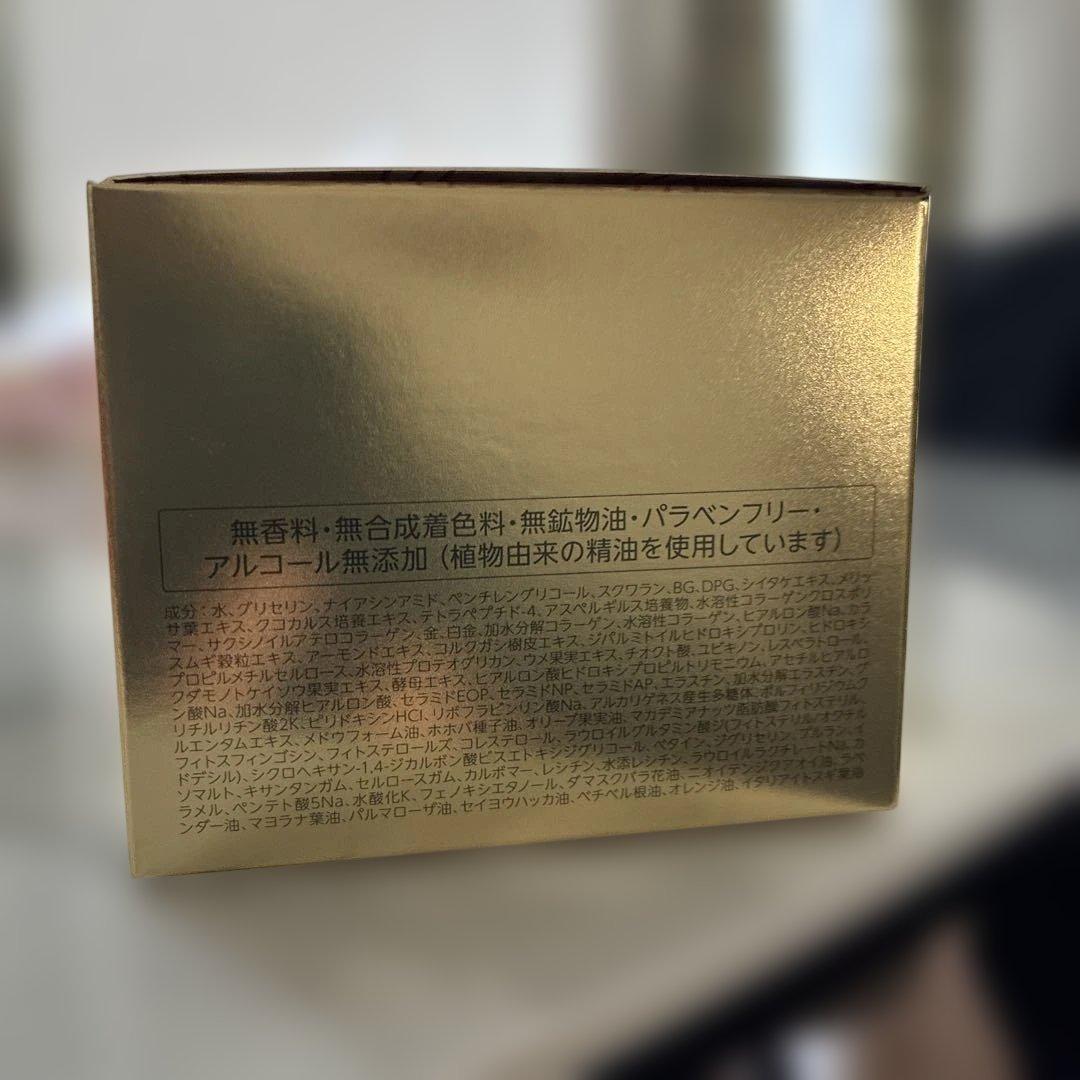 無香料・無合成着色料・無鉱物油・パラベンフリー・
アルコール無添加（植物由来の精油を使用しています）
成分：水、グリセリン、ナイアシンアミド、ペンチレングリコール、スクワラン、BG、DPG、シイタケエキス、メリッ
サ葉エキス、クコカルス培養エキス、テトラペプチド-4、アスペルギルス培養物、水溶性コラーゲンクロスポリ
マー、サクシノイルアテロコラーゲン、金、白金、加水分解コラーゲン、水溶性コラーゲン、ヒアルロン酸Na、カラ
スムギ穀粒エキス、アーモンドエキス、コルクガシ樹皮エキス、ジパルミトイルヒドロキシプロリン、ヒドロキシ
プロピルメチルセルロース、水溶性プロテオグリカン、ウメ果実エキス、チオクト酸、ユビキノン、レスベラトロール、
クダモノトケイソウ果実エキス、酵母エキス、ヒアルロン酸ヒドロキシプロピルトリモニウム、アセチルヒアルロ
ン酸Na、加水分解ヒアルロン酸、セラミドEOP、セラミドNP、セラミドAP、エラスチン、加水分解エラスチン、グ
リチルリチン酸2K、ピリドキシンHCl、リボフラビンリン酸Na、アルカリゲネス産生多糖体、ポルフィリジウムク
ルエンタムエキス、メドウフォーム油、ホホバ種子油、オリーブ果実油、マカデミアナッツ脂肪酸フィトステリル、
フィトスフィンゴシン、フィトステロールズ、コレステロール、ラウロイルグルタミン酸ジ(フィトステリル/オクチル
ドデシル)、シクロヘキサン-1,4-ジカルボン酸ビスエトキシジグリコール、ベタイン、ジグリセリン、プルラン、イ
ソマルト、キサンタンガム、セルロースガム、カルボマー、レシチン、水添レシチン、ラウロイルラクチレートNa、カ
ラメル、ペンテト酸5Na、水酸化K、フェノキシエタノール、ダマスクバラ花油、ニオイテンジクアオイ油、ラベ
ンダー油、マヨラナ葉油、パルマローザ油、セイヨウハッカ油、ベチベル根油、オレンジ油、イタリアイトスギ葉油